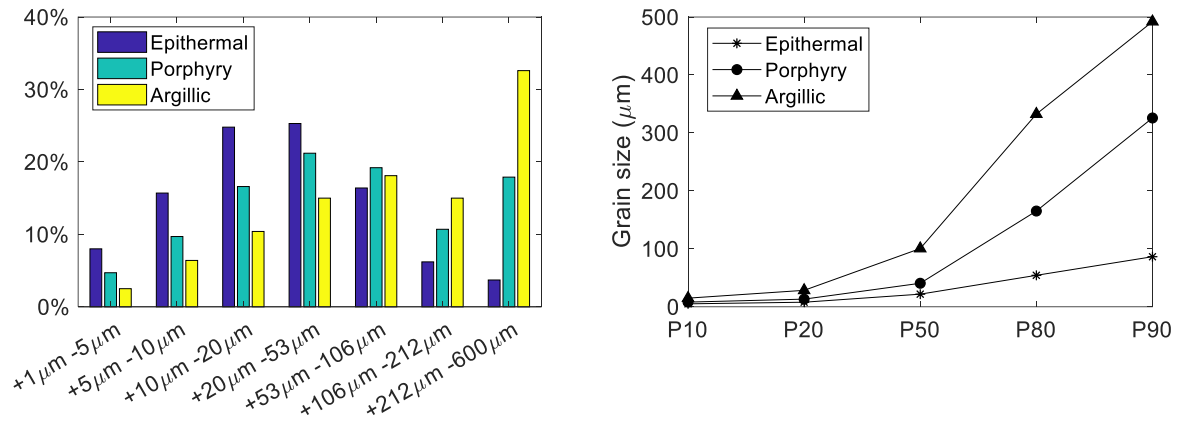 40%
30%
20%
10%
0%
Epithermal
Porphyry
Argillic
+1μm -5μm
+5μm -10μm
+10μm -20μm
+20μm -53μm
+53μm -106μm
+106μm -212μm
+212μm -600μm
Grain size (μm)
500
400
300
200
100
0
Epithermal
Porphyry
Argillic
P10
P20
P50
P80
P90